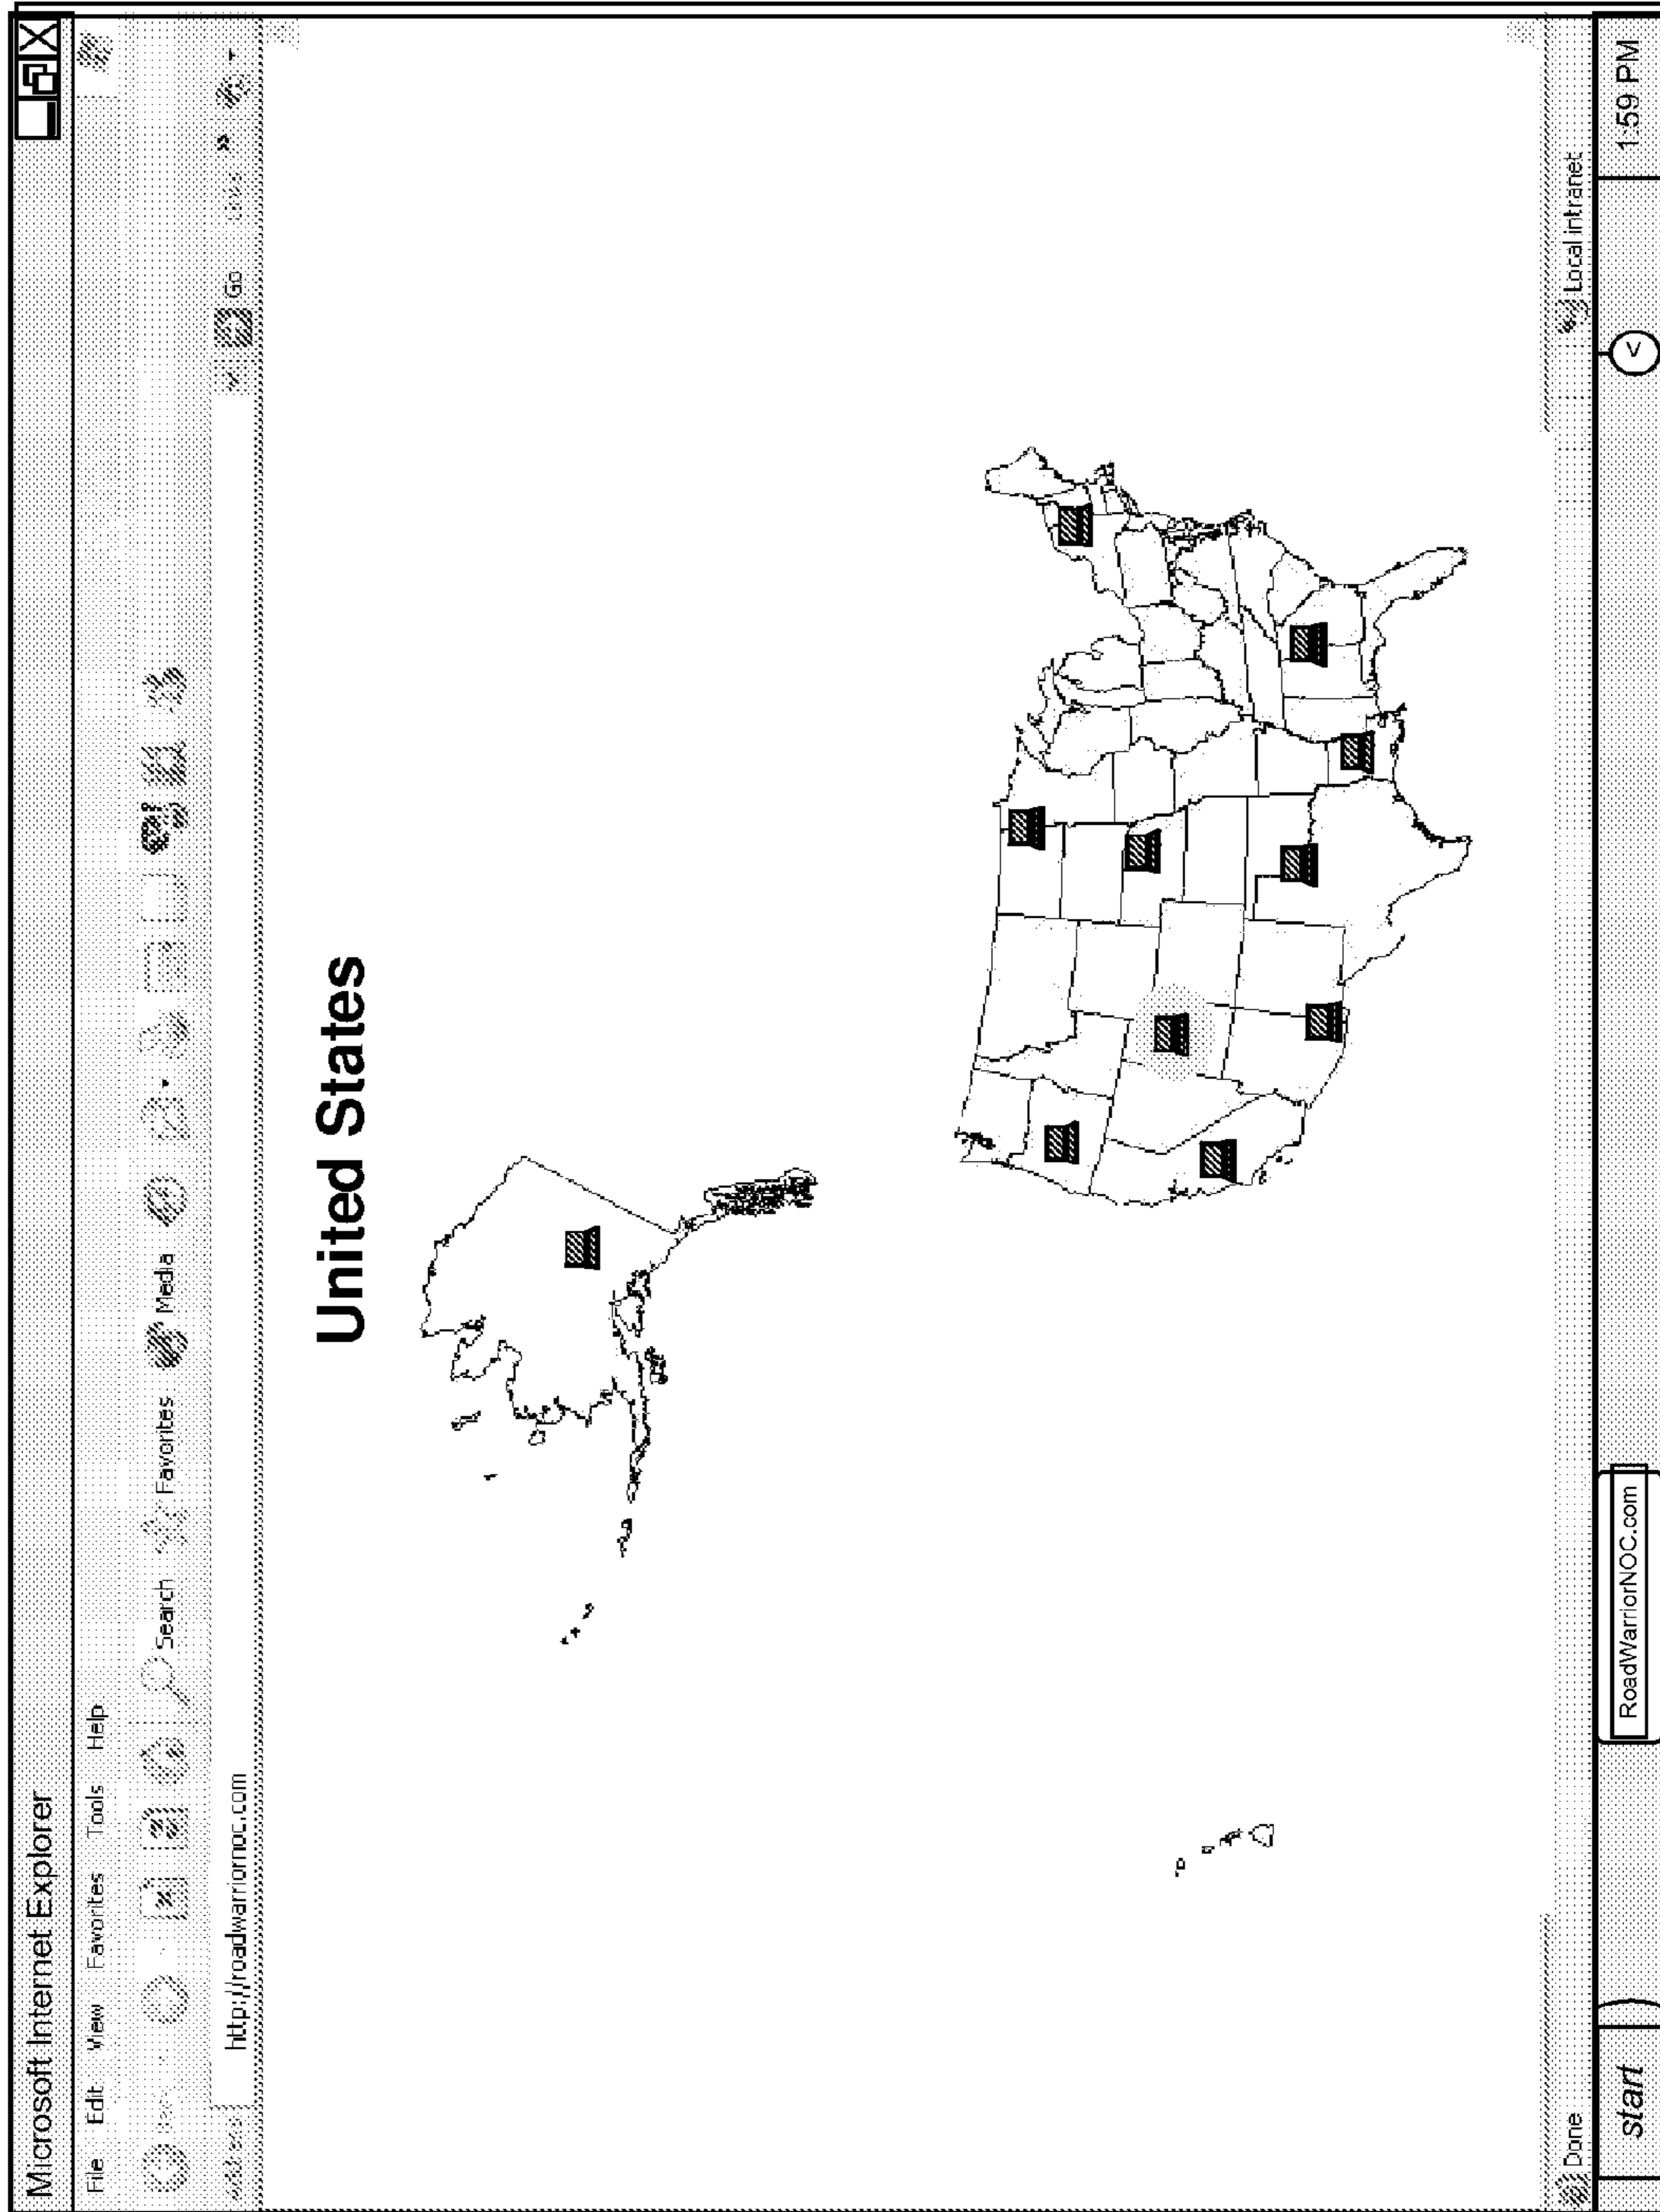 Microsoft Internet Explorer
File Edit View Favorites Tools Help
Search Favorites Media
http://roadwarriornoc.com
Go
United States
Done
Local intranet
start
RoadWarriorNOC.com
<
1:59 PM